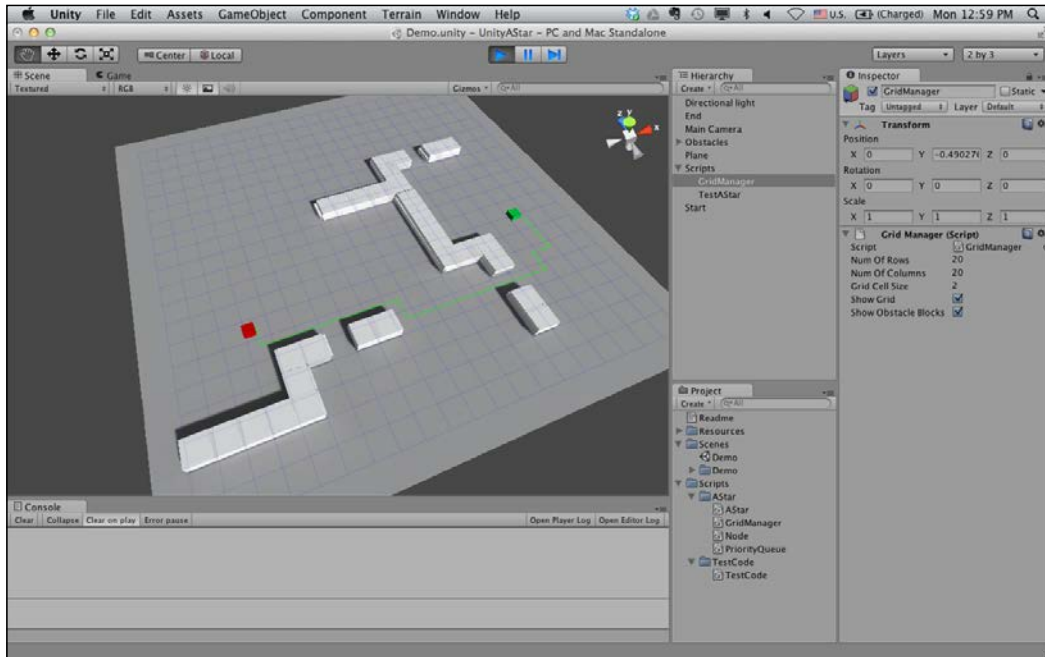 Unity File Edit Assets GameObject Component Terrain Window Help U.S. (Charged) Mon 12:59 PM
Demo.unity – UnityAStar – PC and Mac Standalone
Center Local Layers 2 by 3
Scene Game
Textured RGB Gizmos All
z y
x
Hierarchy
Create All
Directional light
End
Main Camera
Obstacles
Plane
Scripts
GridManager
TestAStar
Start
Inspector
GridManager Static
Tag Untagged Layer Default
Transform
Position
X 0 Y -0.490276 Z 0
Rotation
X 0 Y 0 Z 0
Scale
X 1 Y 1 Z 1
Grid Manager (Script)
Script GridManager
Num Of Rows 20
Num Of Columns 20
Grid Cell Size 2
Show Grid
Show Obstacle Blocks
Project
Create All
Readme
Resources
Scenes
Demo
Demo
Scripts
AStar
AStar
GridManager
Node
PriorityQueue
TestCode
TestCode
Console
Clear Collapse Clear on play Error pause Open Player Log Open Editor Log